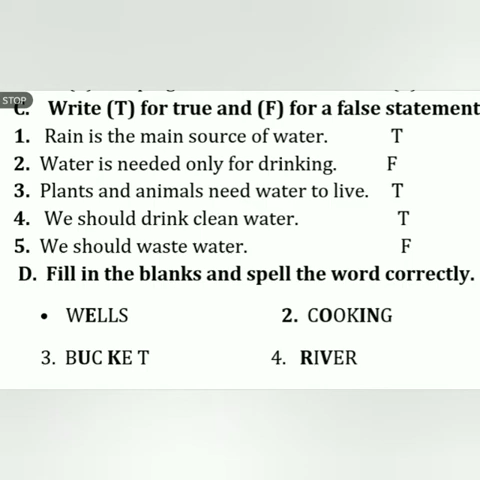 STOP
C. Write (T) for true and (F) for a false statement
1. Rain is the main source of water. T
2. Water is needed only for drinking. F
3. Plants and animals need water to live. T
4. We should drink clean water. T
5. We should waste water. F
D. Fill in the blanks and spell the word correctly.
• WELLS 2. COOKING
3. BUC KE T 4. RIVER